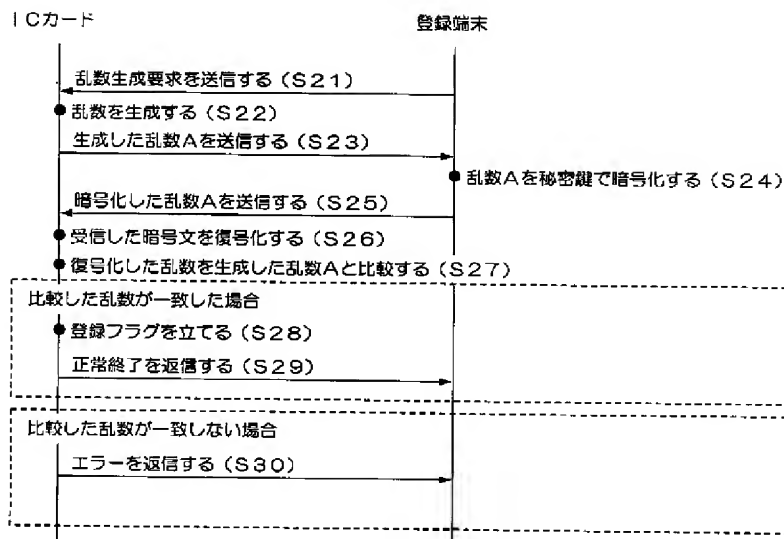 ICカード
登録端末
乱数生成要求を送信する(S21)
乱数を生成する(S22)
生成した乱数Aを送信する(S23)
乱数Aを秘密鍵で暗号化する(S24)
暗号化した乱数Aを送信する(S25)
受信した暗号文を復号化する(S26)
復号化した乱数を生成した乱数Aと比較する(S27)
比較した乱数が一致した場合
登録フラグを立てる(S28)
正常終了を返信する(S29)
比較した乱数が一致しない場合
エラーを返信する(S30)